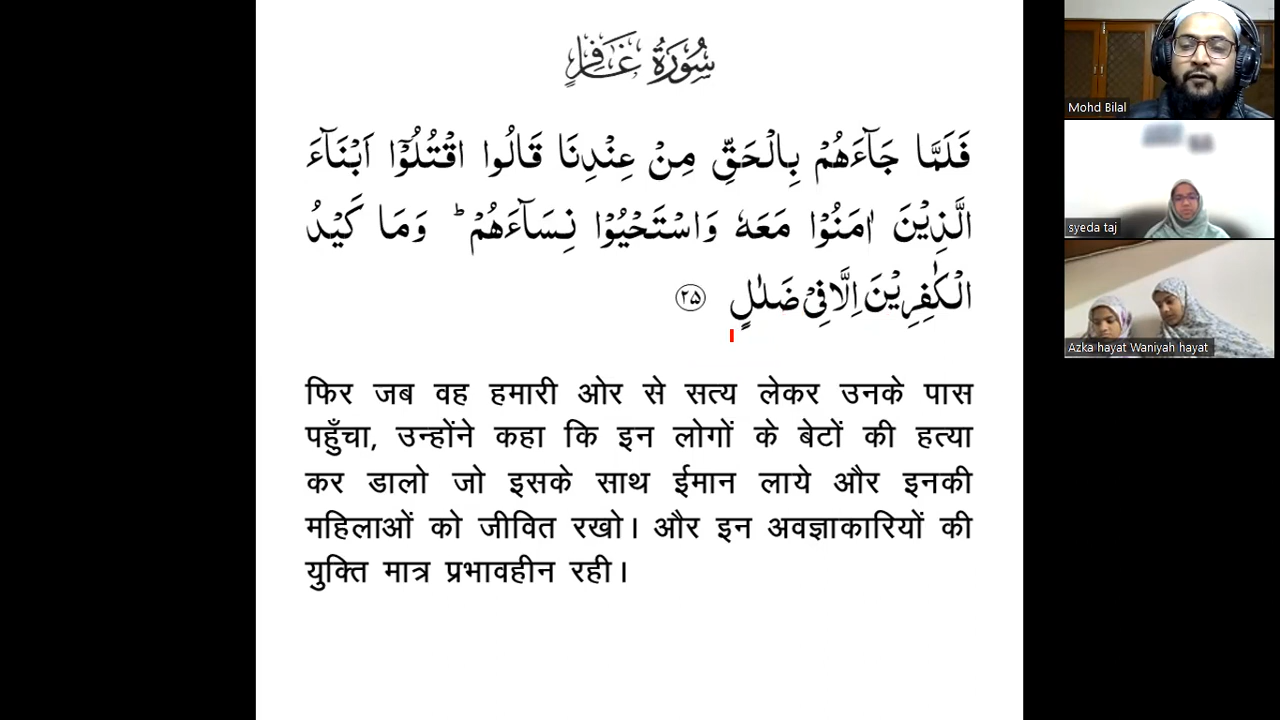 سُوْرَةُ غَافِرٍ
فَلَمَّا جَآءَهُمْ بِالْحَقِّ مِنْ عِنْدِنَا قَالُوا اقْتُلُوْٓا اَبْنَآءَ
الَّذِيْنَ اٰمَنُوْا مَعَهٗ وَاسْتَحْيُوْا نِسَآءَهُمْ ؕ وَمَا كَيْدُ
الْكٰفِرِيْنَ اِلَّا فِيْ ضَلٰلٍ ۝۲۵
फिर जब वह हमारी ओर से सत्य लेकर उनके पास
पहुँचा, उन्होंने कहा कि इन लोगों के बेटों की हत्या
कर डालो जो इसके साथ ईमान लाये और इनकी
महिलाओं को जीवित रखो। और इन अवज्ञाकारियों की
युक्ति मात्र प्रभावहीन रही।
Mohd Bilal
syeda taj
Azka hayat Waniyah hayat